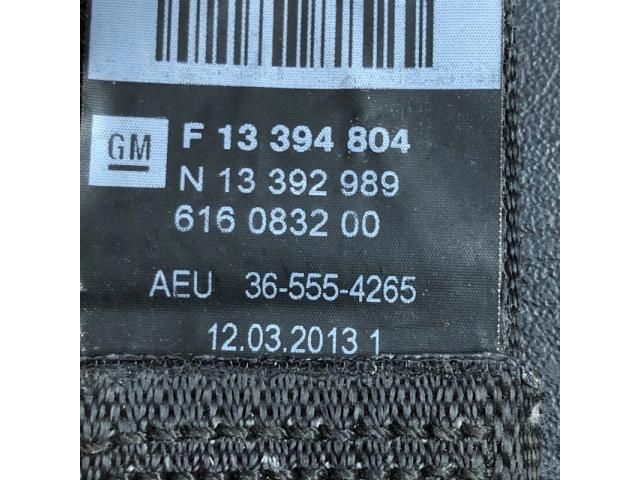 GM
F 13 394 804
N 13 392 989
616 0832 00
AEU 36-555-4265
12.03.2013 1